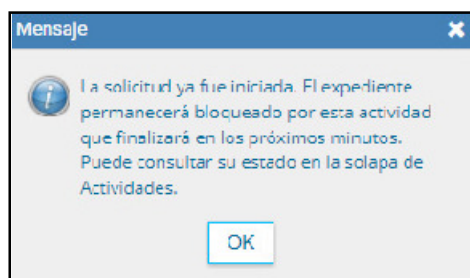 Mensaje
La solicitud ya fue iniciada. El expediente
permanecerá bloqueado por esta actividad
que finalizará en los próximos minutos.
Puede consultar su estado en la solapa de
Actividades.
OK